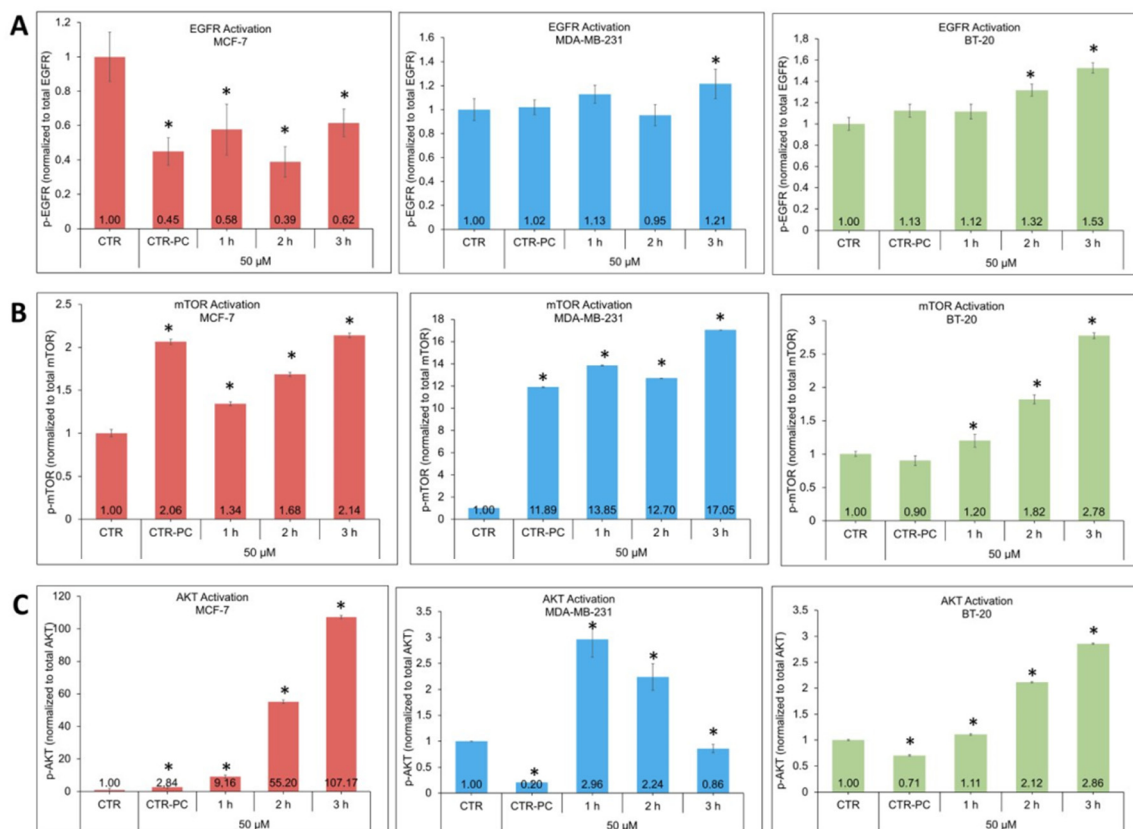 A
EGFR Activation
MCF-7
p-EGFR (normalized to total EGFR)
1.2
1
0.8
0.6
0.4
0.2
0
* * * *
1.00 0.45 0.58 0.39 0.62
CTR CTR-PC 1 h 2 h 3 h
50 µM
EGFR Activation
MDA-MB-231
p-EGFR (normalized to total EGFR)
1.6
1.4
1.2
1
0.8
0.6
0.4
0.2
0
*
1.00 1.02 1.13 0.95 1.21
CTR CTR-PC 1 h 2 h 3 h
50 µM
EGFR Activation
BT-20
p-EGFR (normalized to total EGFR)
1.8
1.6
1.4
1.2
1
0.8
0.6
0.4
0.2
0
* *
1.00 1.13 1.12 1.32 1.53
CTR CTR-PC 1 h 2 h 3 h
50 µM
B
mTOR Activation
MCF-7
p-mTOR (normalized to total mTOR)
2.5
2
1.5
1
0.5
0
* * * *
1.00 2.06 1.34 1.68 2.14
CTR CTR-PC 1 h 2 h 3 h
50 µM
mTOR Activation
MDA-MB-231
p-mTOR (normalized to total mTOR)
18
16
14
12
10
8
6
4
2
0
* * * *
1.00 11.89 13.85 12.70 17.05
CTR CTR-PC 1 h 2 h 3 h
50 µM
mTOR Activation
BT-20
p-mTOR (normalized to total mTOR)
3
2.5
2
1.5
1
0.5
0
* * *
1.00 0.90 1.20 1.82 2.78
CTR CTR-PC 1 h 2 h 3 h
50 µM
C
AKT Activation
MCF-7
p-AKT (normalized to total AKT)
120
100
80
60
40
20
0
* * * *
1.00 2.84 9.16 55.20 107.17
CTR CTR-PC 1 h 2 h 3 h
50 µM
AKT Activation
MDA-MB-231
p-AKT (normalized to total AKT)
3.5
3
2.5
2
1.5
1
0.5
0
* * * *
1.00 0.20 2.96 2.24 0.86
CTR CTR-PC 1 h 2 h 3 h
50 µM
AKT Activation
BT-20
p-AKT (normalized to total AKT)
3.5
3
2.5
2
1.5
1
0.5
0
* * * *
1.00 0.71 1.11 2.12 2.86
CTR CTR-PC 1 h 2 h 3 h
50 µM